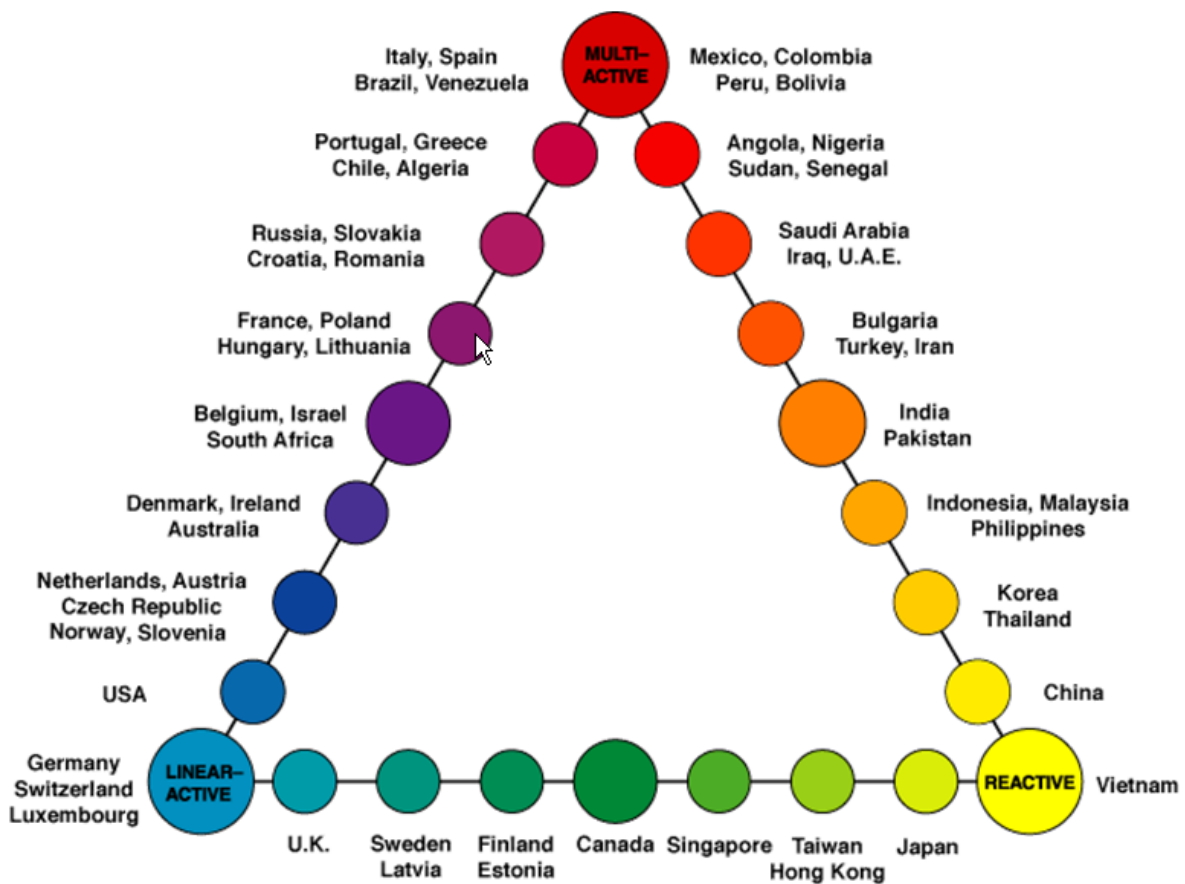 Italy, Spain
Brazil, Venezuela
MULTI–
ACTIVE
Mexico, Colombia
Peru, Bolivia
Portugal, Greece
Chile, Algeria
Angola, Nigeria
Sudan, Senegal
Russia, Slovakia
Croatia, Romania
Saudi Arabia
Iraq, U.A.E.
France, Poland
Hungary, Lithuania
Bulgaria
Turkey, Iran
Belgium, Israel
South Africa
India
Pakistan
Denmark, Ireland
Australia
Indonesia, Malaysia
Philippines
Netherlands, Austria
Czech Republic
Norway, Slovenia
Korea
Thailand
USA
China
Germany
Switzerland
Luxembourg
LINEAR–
ACTIVE
REACTIVE
Vietnam
U.K.
Sweden
Latvia
Finland
Estonia
Canada
Singapore
Taiwan
Hong Kong
Japan